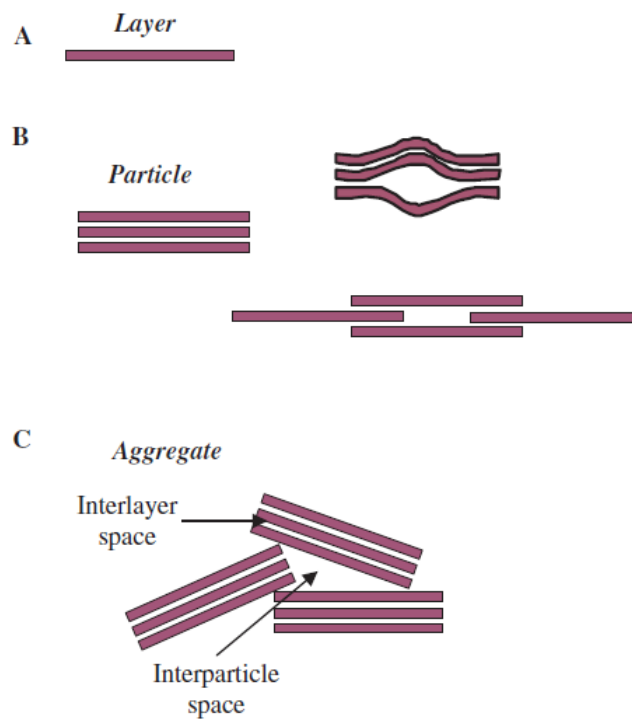 A
Layer
B
Particle
C
Aggregate
Interlayer
space
Interparticle
space